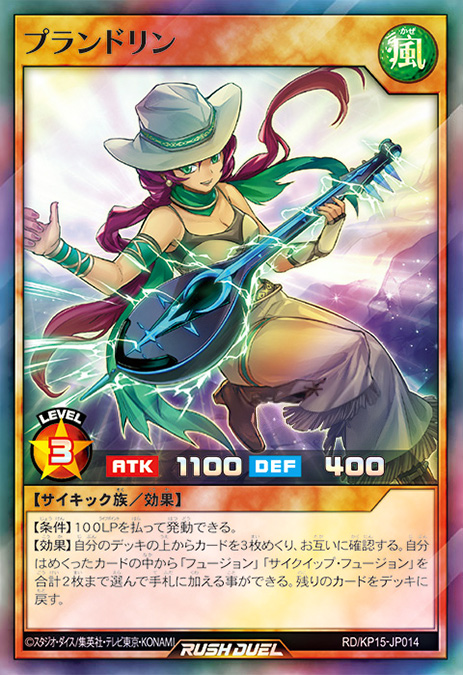 プランドリン
かぜ
風
LEVEL
3
ATK 1100 DEF 400
【サイキック族／効果】
【条件】100LPを払って発動できる。
【効果】自分のデッキの上からカードを3枚めくり、お互いに確認する。自分
はめくったカードの中から「フュージョン」「サイクイップ・フュージョン」を
合計2枚まで選んで手札に加える事ができる。残りのカードをデッキに
戻す。
©スタジオ・ダイス/集英社・テレビ東京・KONAMI
RUSH DUEL
RD/KP15-JP014